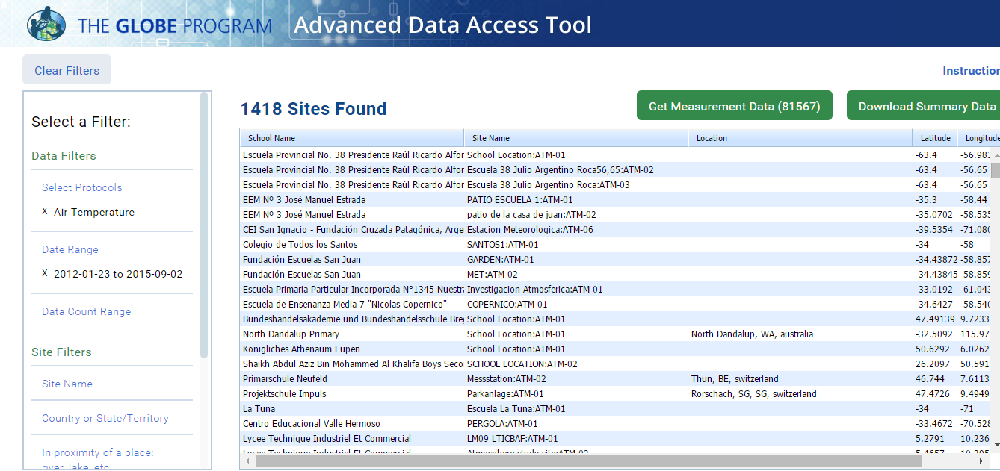 THE GLOBE PROGRAM Advanced Data Access Tool
Clear Filters
Instruction
Select a Filter:
Data Filters
Select Protocols
X Air Temperature
Date Range
X 2012-01-23 to 2015-09-02
Data Count Range
Site Filters
Site Name
Country or State/Territory
In proximity of a place:
river, lake, etc.
1418 Sites Found
Get Measurement Data (81567)
Download Summary Data
School Name Site Name Location Latitude Longitude
Escuela Provincial No. 38 Presidente Raúl Ricardo Alfor School Location:ATM-01 -63.4 -56.983
Escuela Provincial No. 38 Presidente Raúl Ricardo Alfor Escuela 38 Julio Argentino Roca56,65:ATM-02 -63.4 -56.65
Escuela Provincial No. 38 Presidente Raúl Ricardo Alfor Escuela 38 Julio Argentino Roca:ATM-03 -63.4 -56.65
EEM Nº 3 José Manuel Estrada PATIO ESCUELA 1:ATM-01 -35.3 -58.44
EEM Nº 3 José Manuel Estrada patio de la casa de juan:ATM-02 -35.0702 -58.535
CEI San Ignacio - Fundación Cruzada Patagónica, Arge Estacion Meteorologica:ATM-06 -39.5354 -71.080
Colegio de Todos los Santos SANTOS1:ATM-01 -34 -58
Fundación Escuelas San Juan GARDEN:ATM-01 -34.43872 -58.857
Fundación Escuelas San Juan MET:ATM-02 -34.43845 -58.859
Escuela Primaria Particular Incorporada N°1345 Nuestra Investigacion Atmosferica:ATM-01 -33.0192 -61.043
Escuela de Ensenanza Media 7 "Nicolas Copernico" COPERNICO:ATM-01 -34.6427 -58.540
Bundeshandelsakademie und Bundeshandelsschule Bre School Location:ATM-01 47.49139 9.7233
North Dandalup Primary School Location:ATM-01 North Dandalup, WA, australia -32.5092 115.97
Konigliches Athenaum Eupen School Location:ATM-01 50.6292 6.0262
Shaikh Abdul Aziz Bin Mohammed Al Khalifa Boys Seco SCHOOL LOCATION:ATM-02 26.2097 50.591
Primarschule Neufeld Messstation:ATM-02 Thun, BE, switzerland 46.744 7.6113
Projektschule Impuls Parkanlage:ATM-01 Rorschach, SG, SG, switzerland 47.4726 9.4949
La Tuna Escuela La Tuna:ATM-01 -34 -71
Centro Educacional Valle Hermoso PERGOLA:ATM-01 -33.4672 -70.528
Lycee Technique Industriel Et Commercial LM09 LTICBAF:ATM-01 5.2791 10.236
Lycee Technique Industriel Et Commercial Atmosphere study site:ATM-02 5.4657